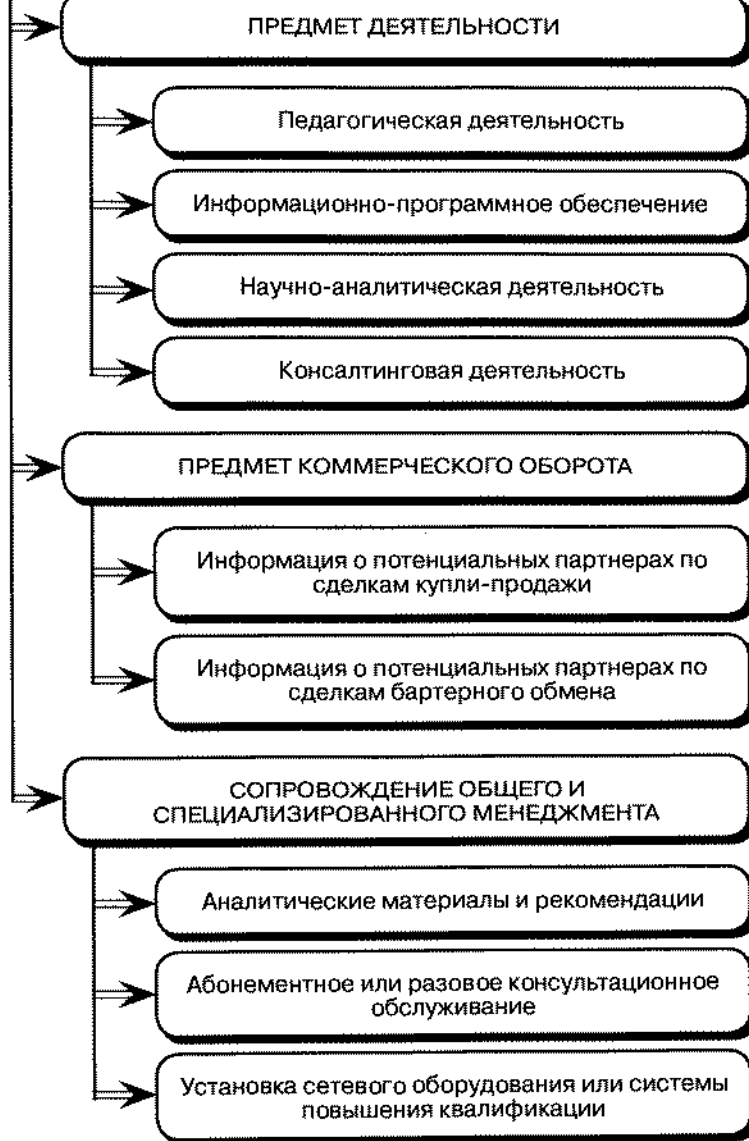 ПРЕДМЕТ ДЕЯТЕЛЬНОСТИ
Педагогическая деятельность
Информационно-программное обеспечение
Научно-аналитическая деятельность
Консалтинговая деятельность
ПРЕДМЕТ КОММЕРЧЕСКОГО ОБОРОТА
Информация о потенциальных партнерах по
сделкам купли-продажи
Информация о потенциальных партнерах по
сделкам бартерного обмена
СОПРОВОЖДЕНИЕ ОБЩЕГО И
СПЕЦИАЛИЗИРОВАННОГО МЕНЕДЖМЕНТА
Аналитические материалы и рекомендации
Абонементное или разовое консультационное
обслуживание
Установка сетевого оборудования или системы
повышения квалификации